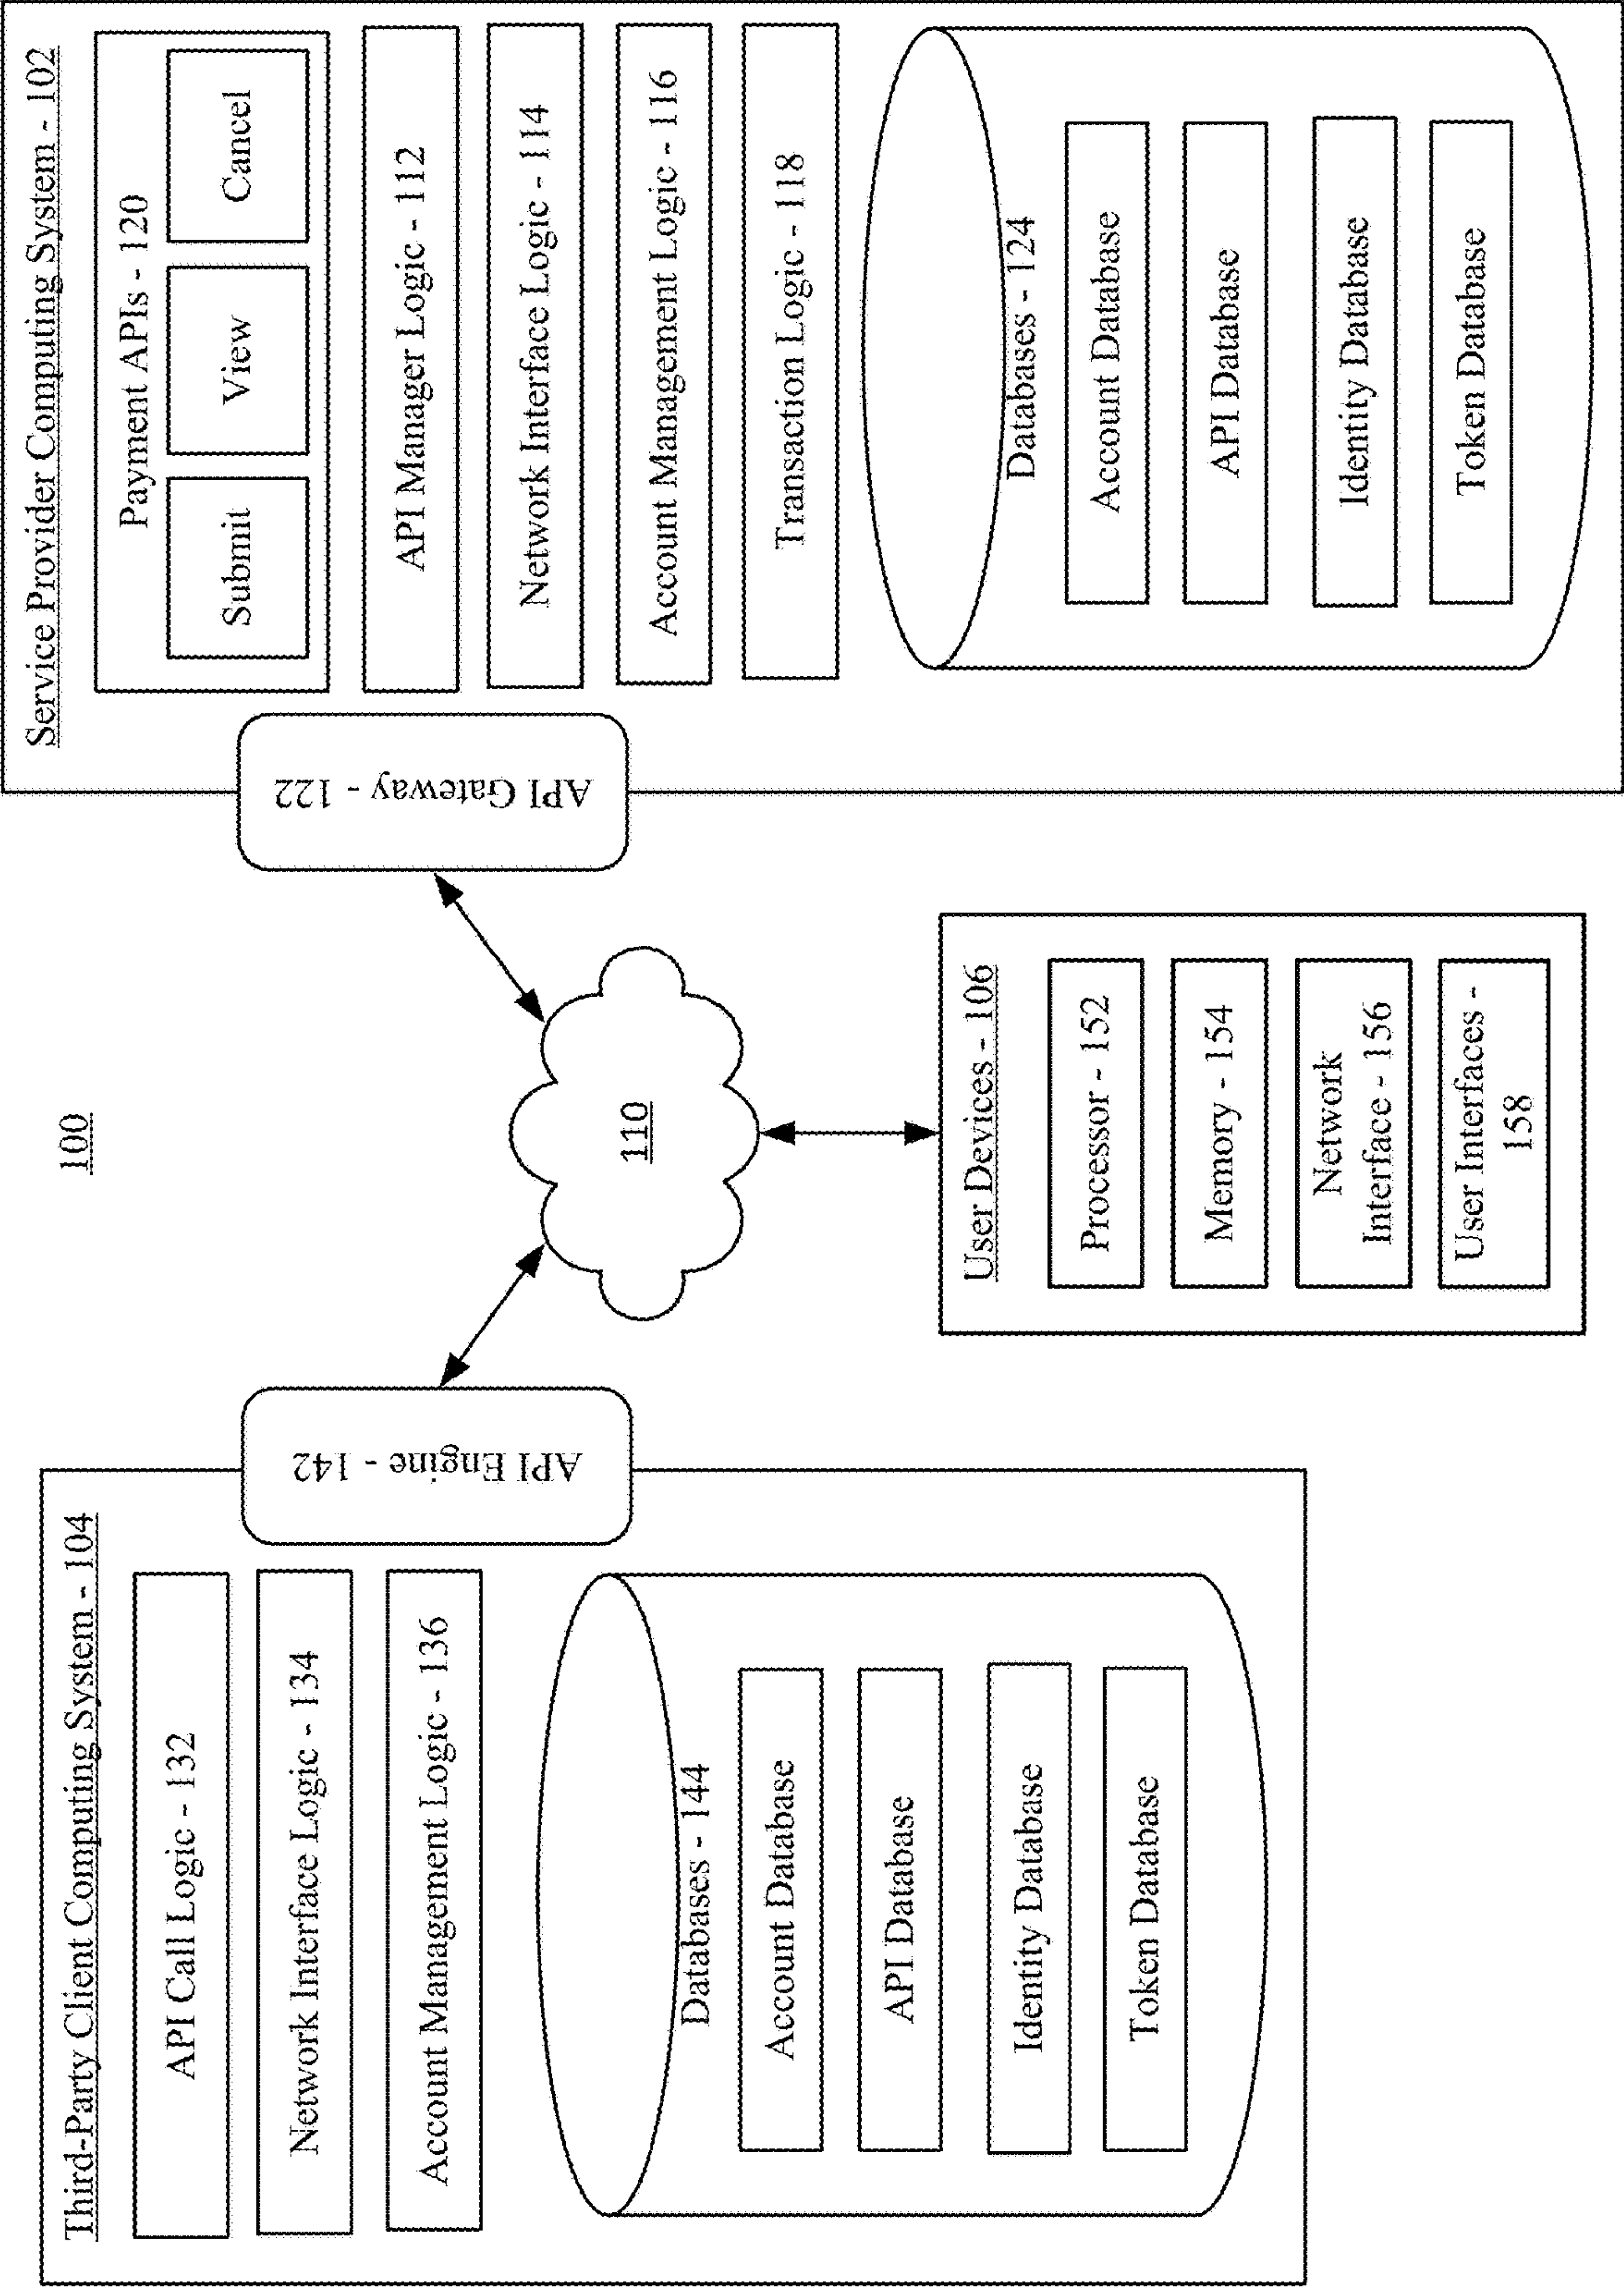 100
Third-Party Client Computing System - 104
API Call Logic - 132
Network Interface Logic - 134
Account Management Logic - 136
Databases - 144
Account Database
API Database
Identity Database
Token Database
API Engine - 142
110
User Devices - 106
Processor - 152
Memory - 154
Network
Interface - 156
User Interfaces -
158
API Gateway - 122
Service Provider Computing System - 102
Payment APIs - 120
Submit
View
Cancel
API Manager Logic - 112
Network Interface Logic - 114
Account Management Logic - 116
Transaction Logic - 118
Databases - 124
Account Database
API Database
Identity Database
Token Database